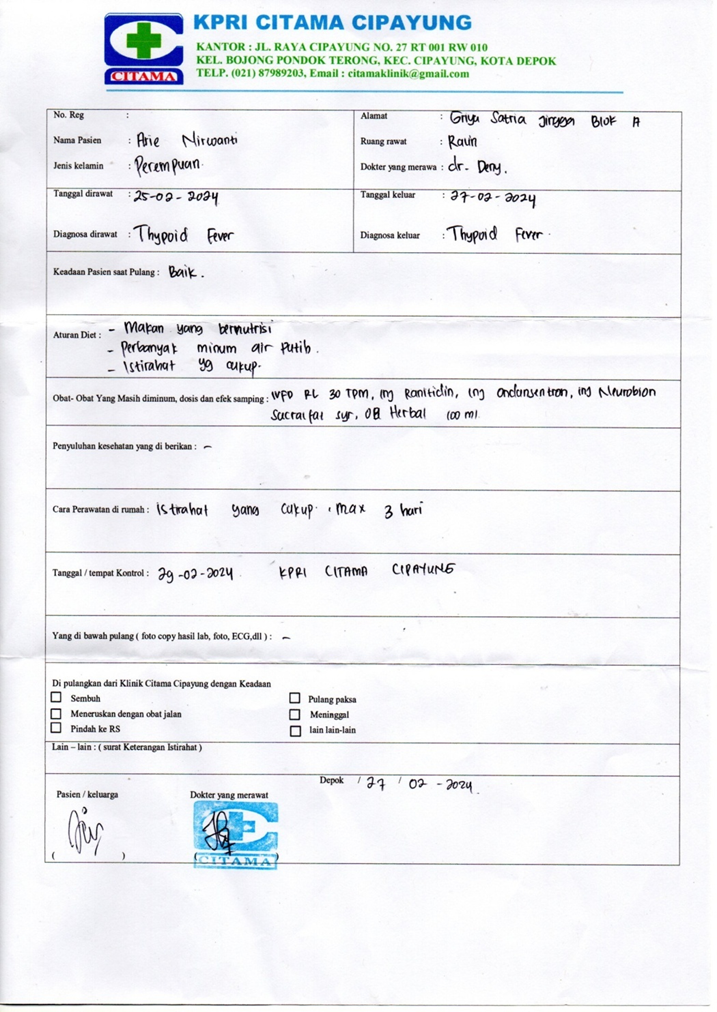 KPRI CITAMA CIPAYUNG
KANTOR : JL. RAYA CIPAYUNG NO. 27 RT 001 RW 010
KEL. BOJONG PONDOK TERONG, KEC. CIPAYUNG, KOTA DEPOK
TELP. (021) 87989203, Email : citamaklinik@gmail.com
CITAMA
No. Reg :
Nama Pasien : Arie Nirwanti
Jenis kelamin : Perempuan
Alamat : Griya Satria Jingga Blok A
Ruang rawat :
Dokter yang merawa : dr. Deny.
Tanggal dirawat : 25-02-2024
Diagnosa dirawat : Thypoid Fever
Tanggal keluar : 27-02-2024
Diagnosa keluar : Thypoid Fever.
Keadaan Pasien saat Pulang : Baik.
Aturan Diet : - Makan yang bernutrisi
- Perbanyak minum air putih.
- Istirahat yg cukup.
Obat- Obat Yang Masih diminum, dosis dan efek samping : RL 30 TPM, inj Ranitidin, inj Ondansentron, inj Neurobion
Sucralfat syr, OB Herbal 100 ml.
Penyuluhan kesehatan yang di berikan : -
Cara Perawatan di rumah : Istirahat yang cukup. max 3 hari
Tanggal / tempat Kontrol : 29-02-2024. KPRI CITAMA CIPAYUNG
Yang di bawah pulang ( foto copy hasil lab, foto, ECG,dll ) : -
Di pulangkan dari Klinik Citama Cipayung dengan Keadaan
Sembuh
Meneruskan dengan obat jalan
Pindah ke RS
Pulang paksa
Meninggal
lain lain-lain
Lain – lain : ( surat Keterangan Istirahat )
Depok / 27 / 02 - 2024.
Pasien / keluarga
Dokter yang merawat
( )
CITAMA